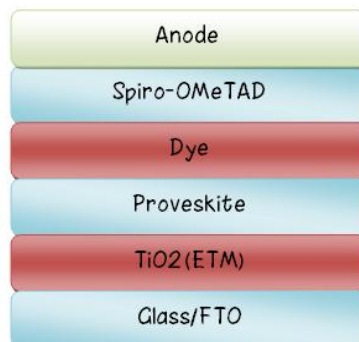 Anode
Spiro-OMeTAD
Dye
Proveskite
TiO2(ETM)
Glass/FTO